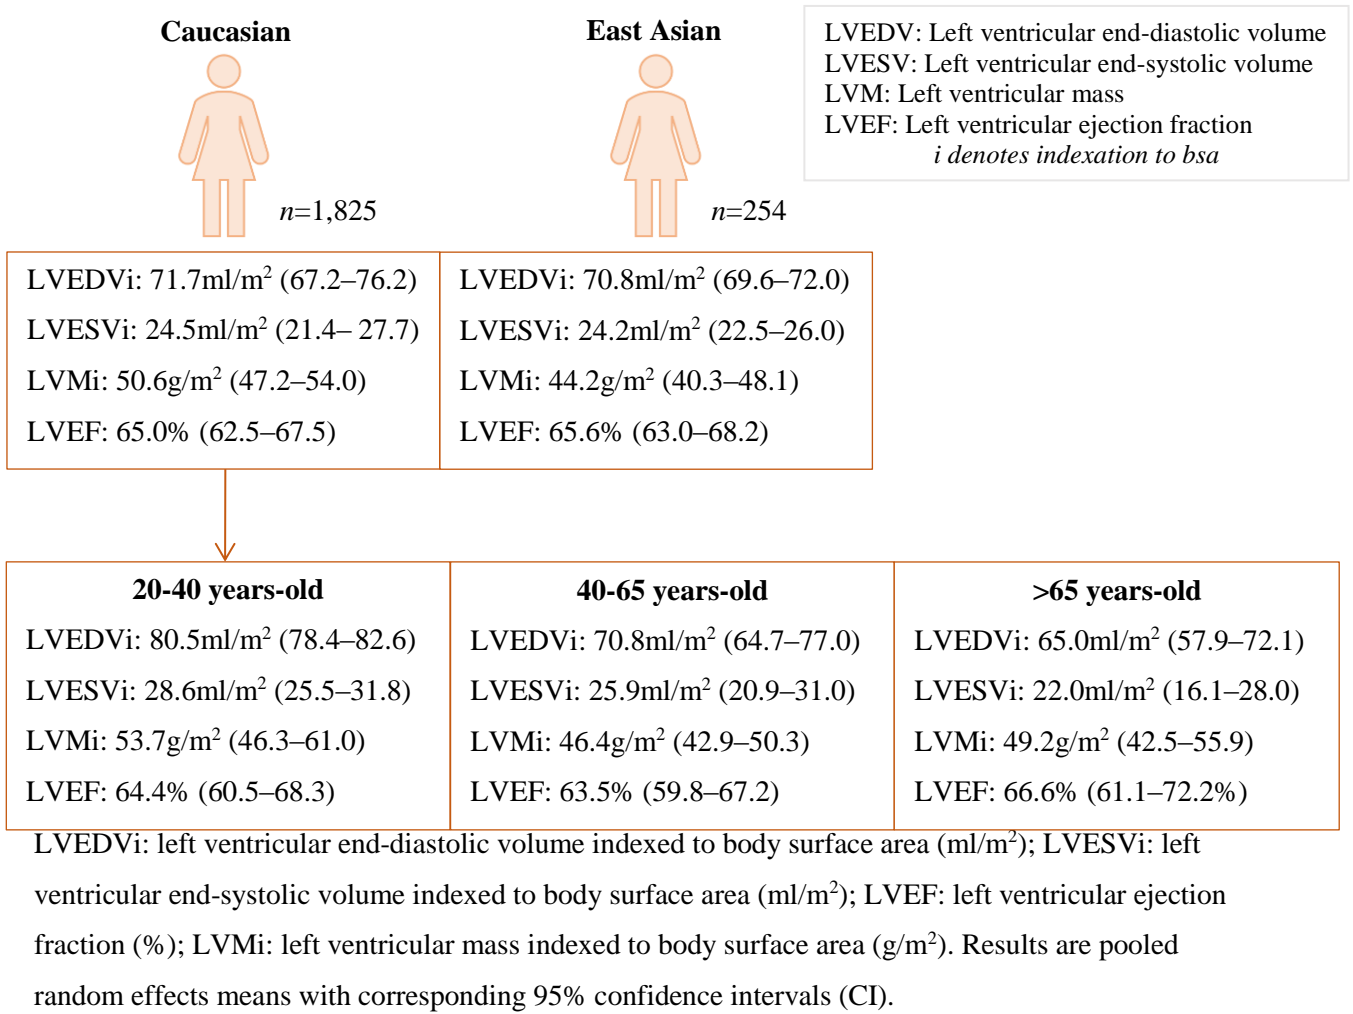 Caucasian
East Asian
LVEDV: Left ventricular end-diastolic volume
LVESV: Left ventricular end-systolic volume
LVM: Left ventricular mass
LVEF: Left ventricular ejection fraction
i denotes indexation to bsa
n=1,825
n=254
LVEDVi: 71.7ml/m² (67.2–76.2)
LVESVi: 24.5ml/m² (21.4– 27.7)
LVMi: 50.6g/m² (47.2–54.0)
LVEF: 65.0% (62.5–67.5)
LVEDVi: 70.8ml/m² (69.6–72.0)
LVESVi: 24.2ml/m² (22.5–26.0)
LVMi: 44.2g/m² (40.3–48.1)
LVEF: 65.6% (63.0–68.2)
20-40 years-old
LVEDVi: 80.5ml/m² (78.4–82.6)
LVESVi: 28.6ml/m² (25.5–31.8)
LVMi: 53.7g/m² (46.3–61.0)
LVEF: 64.4% (60.5–68.3)
40-65 years-old
LVEDVi: 70.8ml/m² (64.7–77.0)
LVESVi: 25.9ml/m² (20.9–31.0)
LVMi: 46.4g/m² (42.9–50.3)
LVEF: 63.5% (59.8–67.2)
>65 years-old
LVEDVi: 65.0ml/m² (57.9–72.1)
LVESVi: 22.0ml/m² (16.1–28.0)
LVMi: 49.2g/m² (42.5–55.9)
LVEF: 66.6% (61.1–72.2%)
LVEDVi: left ventricular end-diastolic volume indexed to body surface area (ml/m²); LVESVi: left
ventricular end-systolic volume indexed to body surface area (ml/m²); LVEF: left ventricular ejection
fraction (%); LVMi: left ventricular mass indexed to body surface area (g/m²). Results are pooled
random effects means with corresponding 95% confidence intervals (CI).